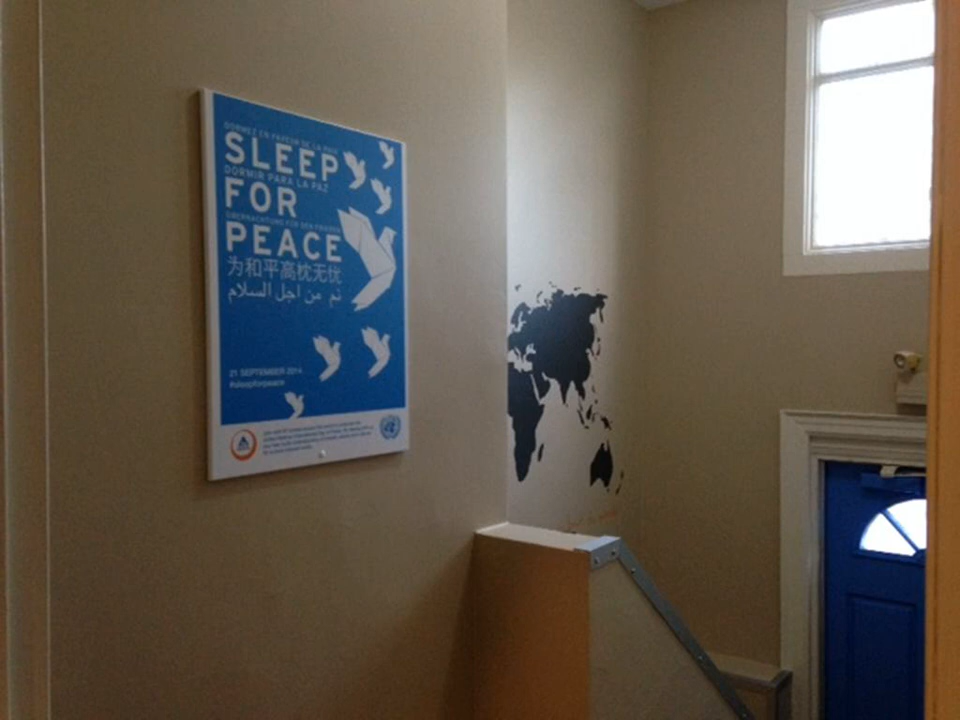 DORMEZ EN FAVEUR DE LA PAIX
SLEEP
DORMIR PARA LA PAZ
FOR
ÜBERNACHTUNG FÜR DEN FRIEDEN
PEACE
为和平高枕无忧
نم من اجل السلام
21 SEPTEMBER 2014
#sleepforpeace